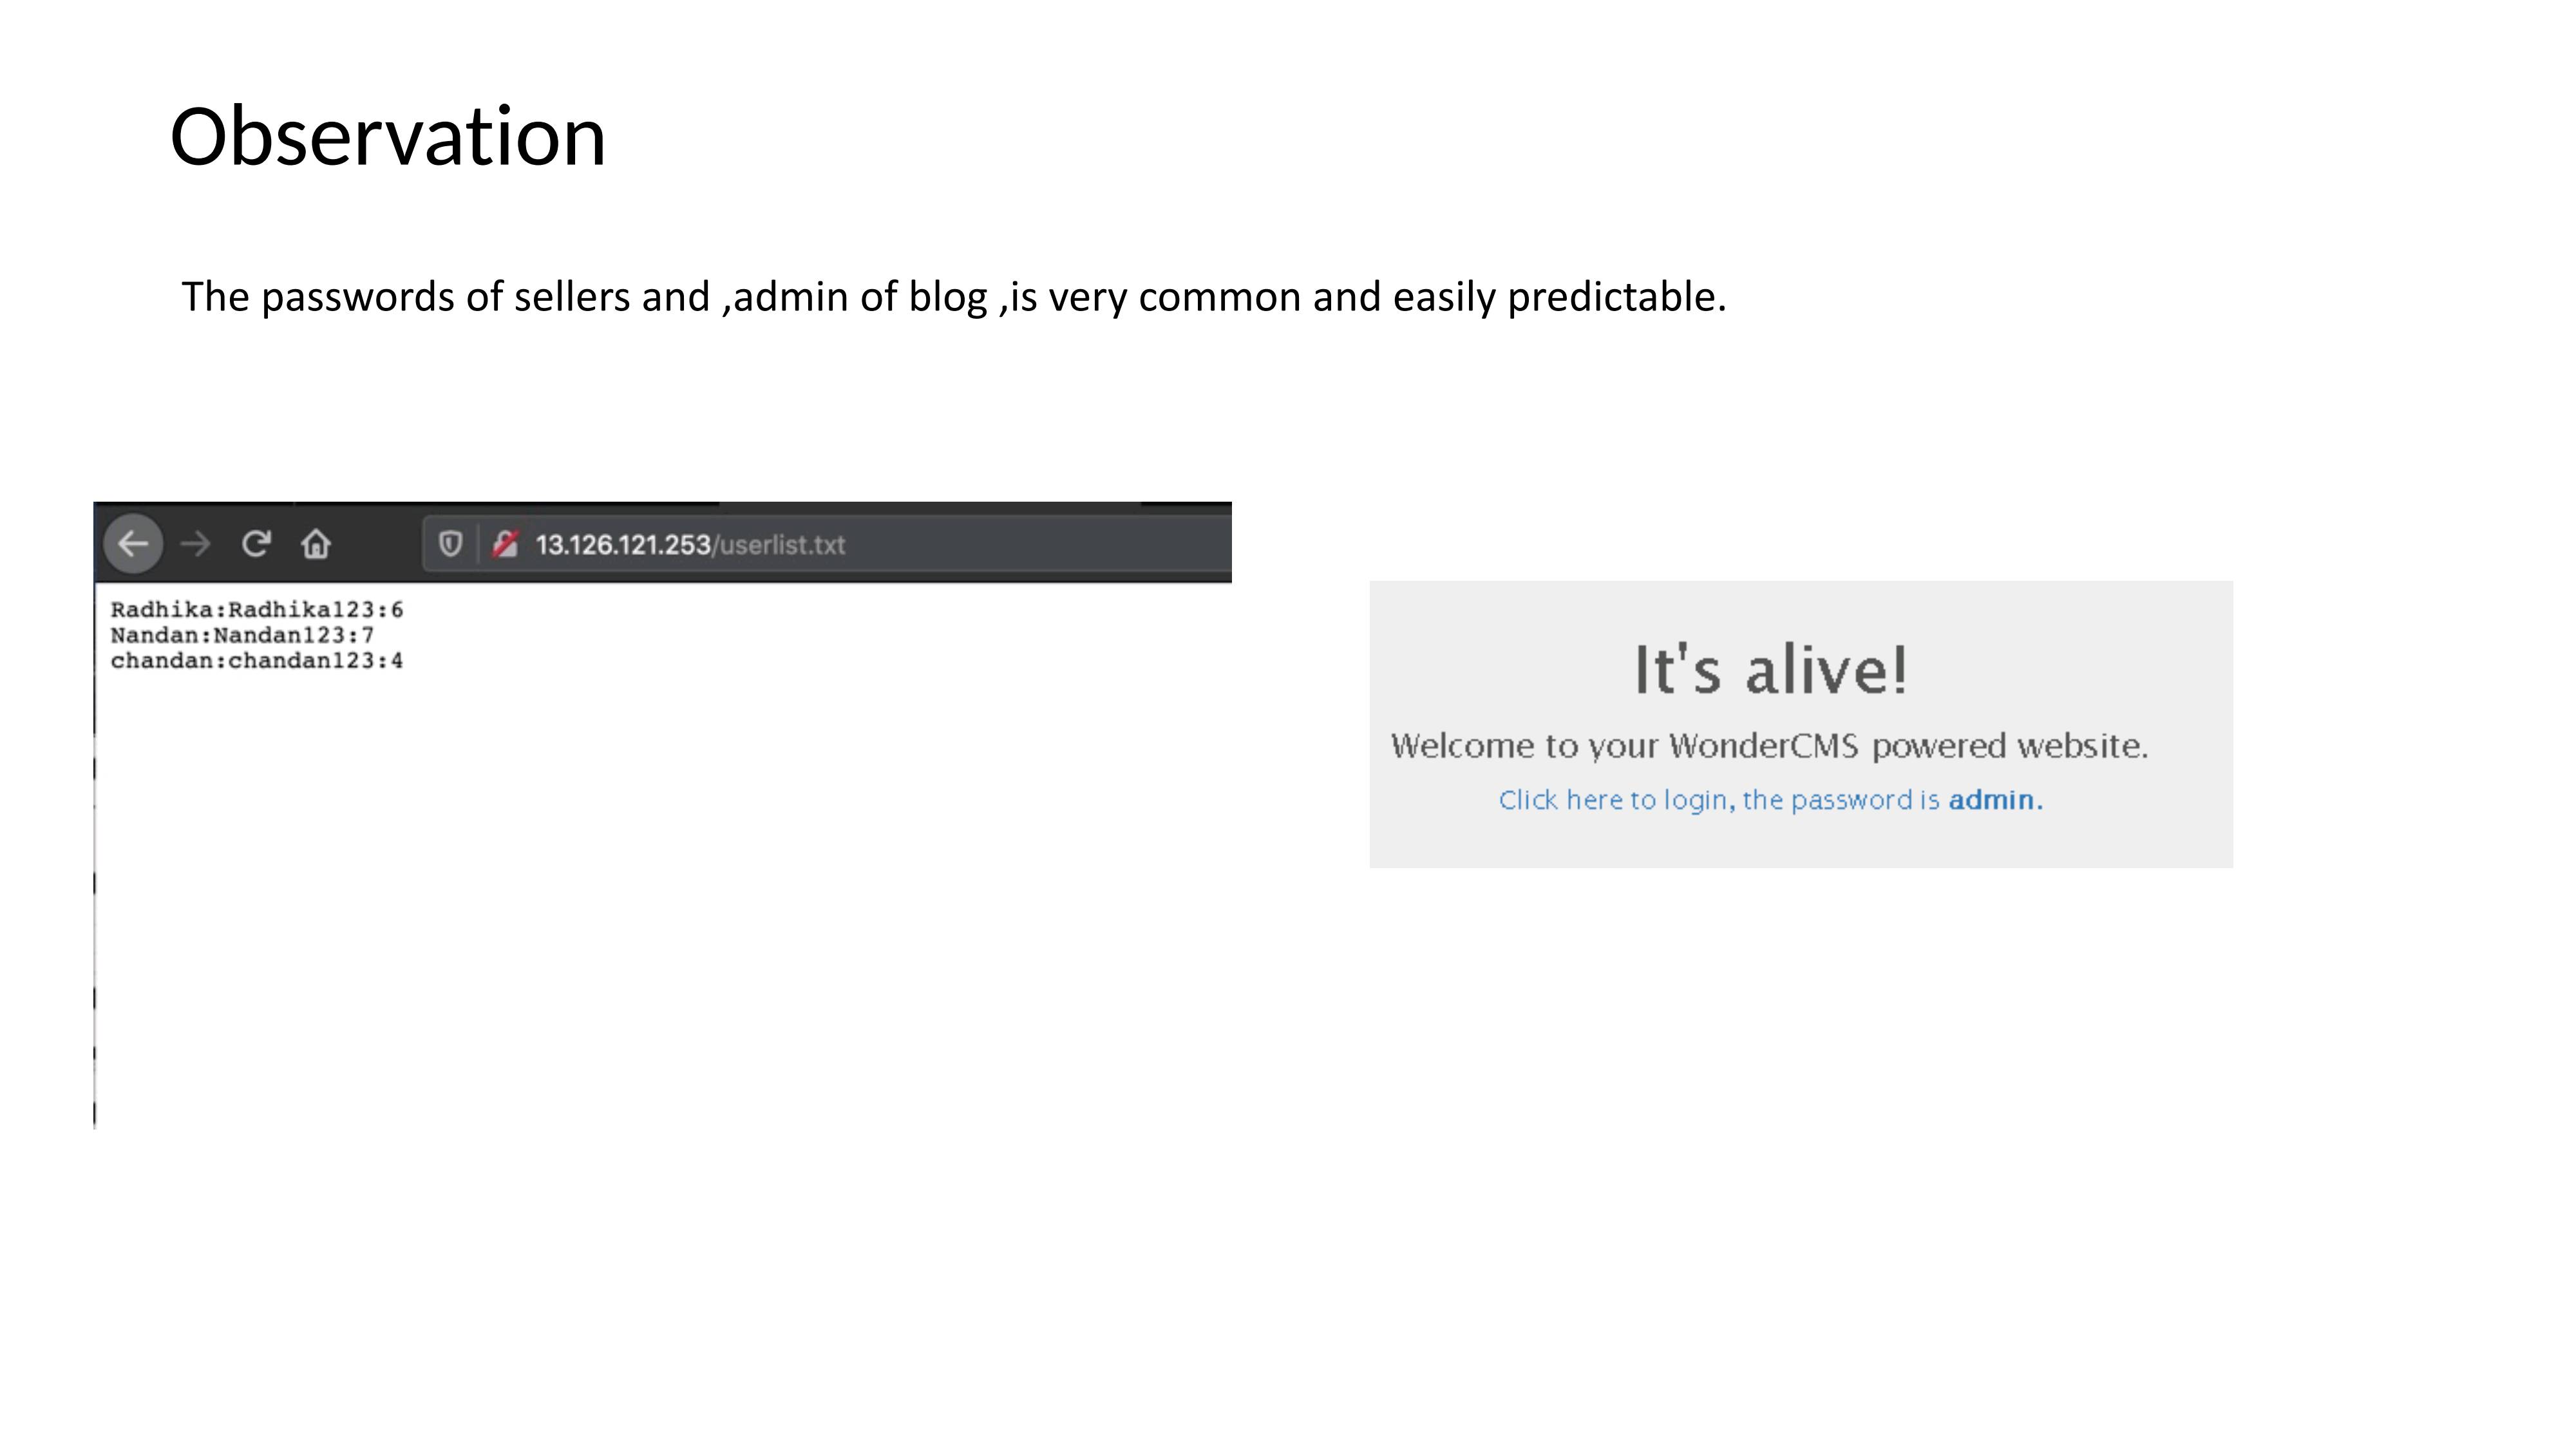 Observation
The passwords of sellers and ,admin of blog ,is very common and easily predictable.
13.126.121.253/userlist.txt
Radhika:Radhika123:6
Nandan:Nandan123:7
chandan:chandan123:4
It's alive!
Welcome to your WonderCMS powered website.
Click here to login, the password is admin.